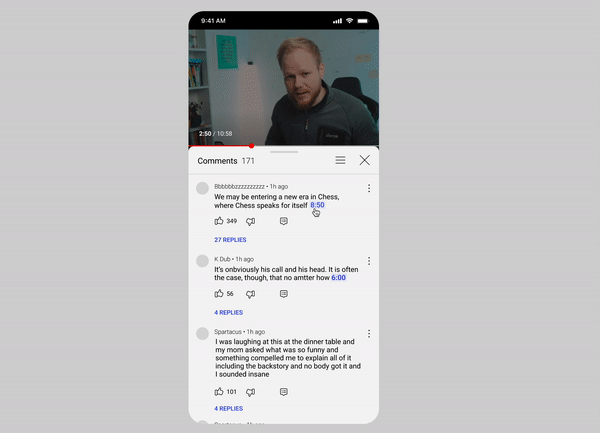 9:41 AM
2:50 / 10:58
Comments 171
Bbbbbbzzzzzzzzzz • 1h ago
We may be entering a new era in Chess,
where Chess speaks for itself 8:50
349
27 REPLIES
K Dub • 1h ago
It's onbviously his call and his head. It is often
the case, though, that no amtter how 6:00
56
4 REPLIES
Spartacus • 1h ago
I was laughing at this at the dinner table and
my mom asked what was so funny and
something compelled me to explain all of it
including the backstory and no body got it and
I sounded insane
101
4 REPLIES